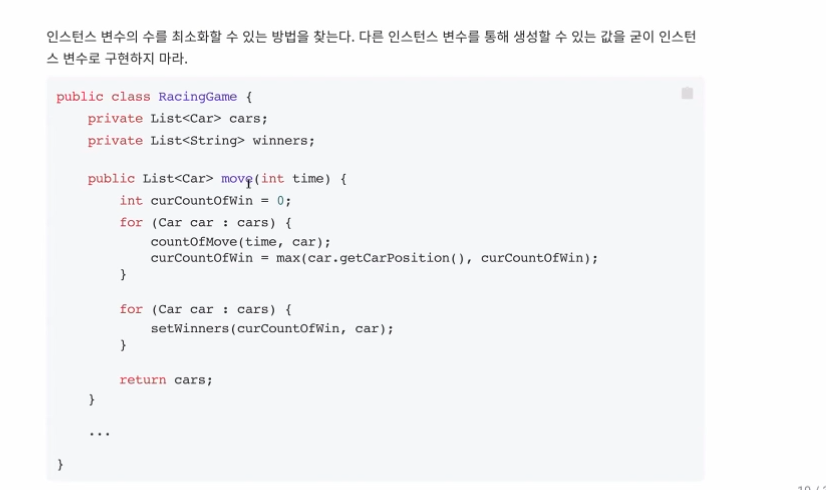 인스턴스 변수의 수를 최소화할 수 있는 방법을 찾는다. 다른 인스턴스 변수를 통해 생성할 수 있는 값을 굳이 인스턴
스 변수로 구현하지 마라.
public class RacingGame {
    private List<Car> cars;
    private List<String> winners;
    public List<Car> move(int time) {
        int curCountOfWin = 0;
        for (Car car : cars) {
            countOfMove(time, car);
            curCountOfWin = max(car.getCarPosition(), curCountOfWin);
        }
        for (Car car : cars) {
            setWinners(curCountOfWin, car);
        }
        return cars;
    }
    ...
}